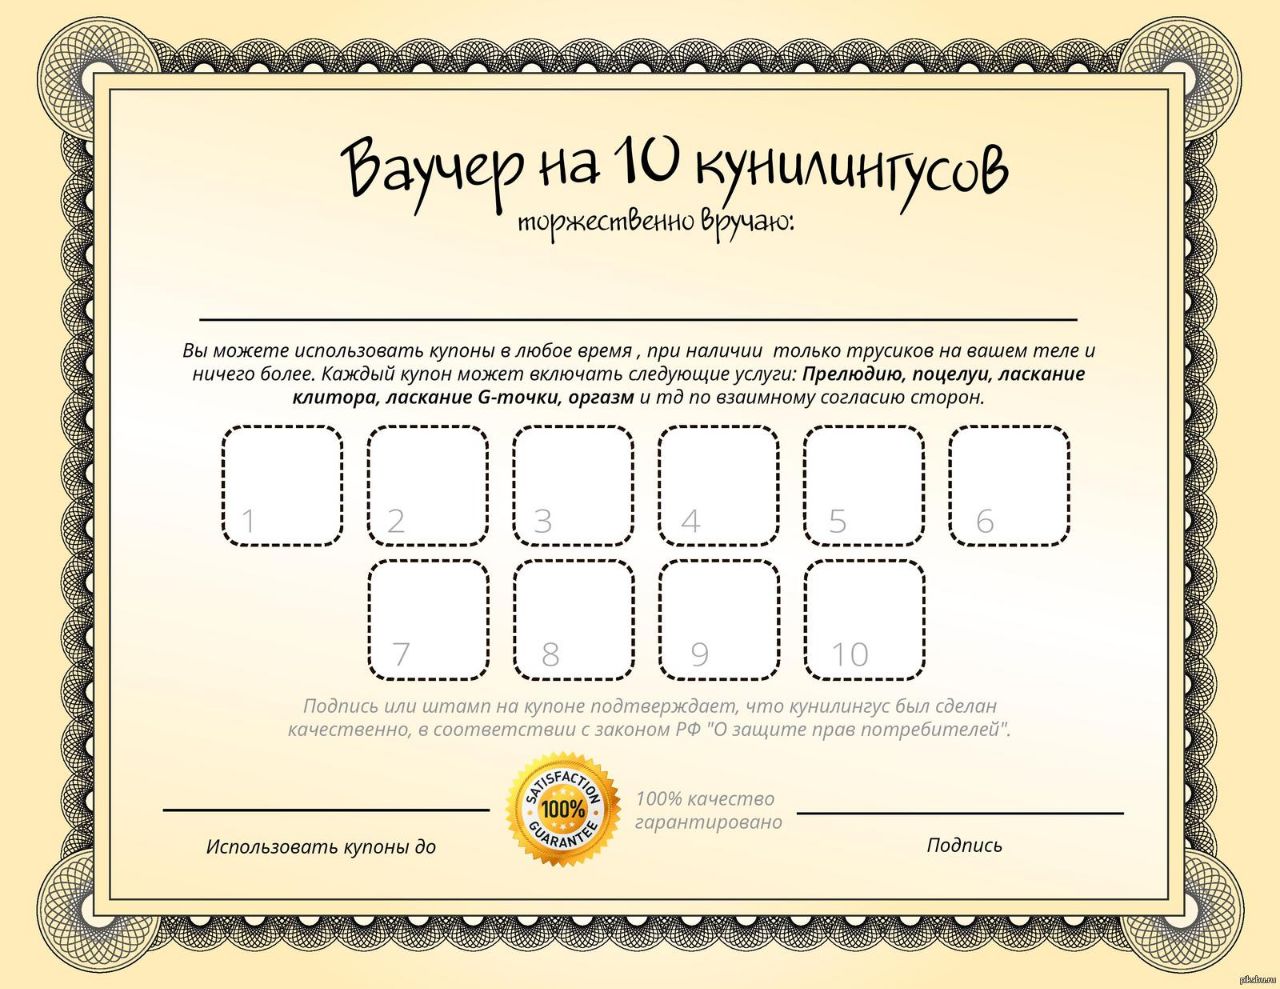 Ваучер на 10 кунилингусов
торжественно вручаю:
Вы можете использовать купоны в любое время , при наличии только трусиков на вашем теле и
ничего более. Каждый купон может включать следующие услуги: Прелюдию, поцелуи, ласкание
клитора, ласкание G-точки, оргазм и тд по взаимному согласию сторон.
1 2 3 4 5 6
7 8 9 10
Подпись или штамп на купоне подтверждает, что кунилингус был сделан
качественно, в соответствии с законом РФ "О защите прав потребителей".
SATISFACTION
100%
GUARANTEE
100% качество
гарантировано
Использовать купоны до
Подпись
pikabu.ru